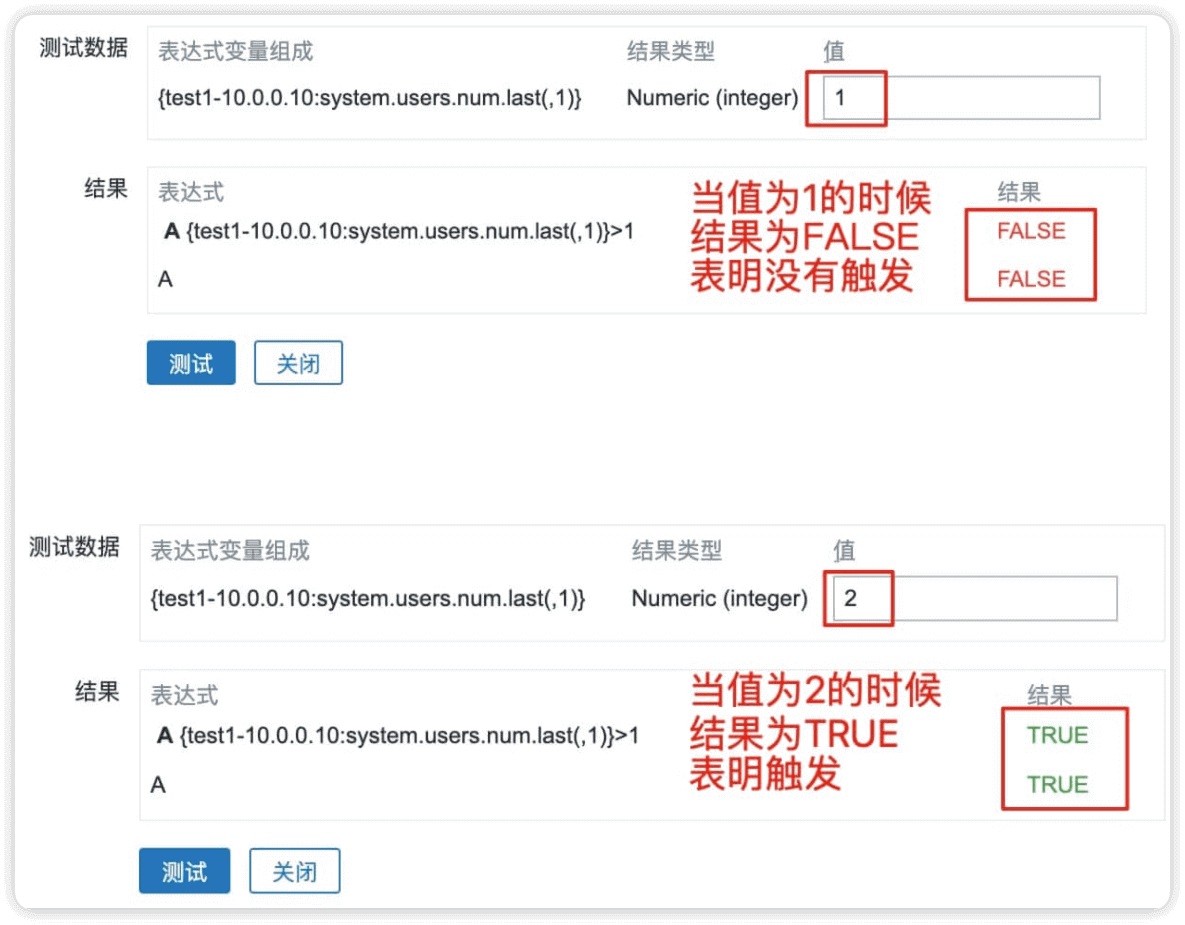 测试数据 表达式变量组成 结果类型 值
{test1-10.0.0.10:system.users.num.last(,1)} Numeric (integer) 1
结果 表达式 结果
A {test1-10.0.0.10:system.users.num.last(,1)}>1 FALSE
A FALSE
当值为1的时候
结果为FALSE
表明没有触发
测试 关闭
测试数据 表达式变量组成 结果类型 值
{test1-10.0.0.10:system.users.num.last(,1)} Numeric (integer) 2
结果 表达式 结果
A {test1-10.0.0.10:system.users.num.last(,1)}>1 TRUE
A TRUE
当值为2的时候
结果为TRUE
表明触发
测试 关闭